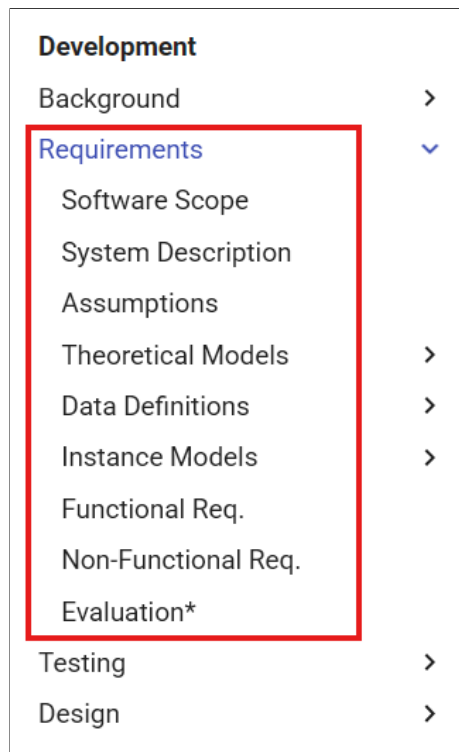 Development
Background
Requirements
Software Scope
System Description
Assumptions
Theoretical Models
Data Definitions
Instance Models
Functional Req.
Non-Functional Req.
Evaluation*
Testing
Design